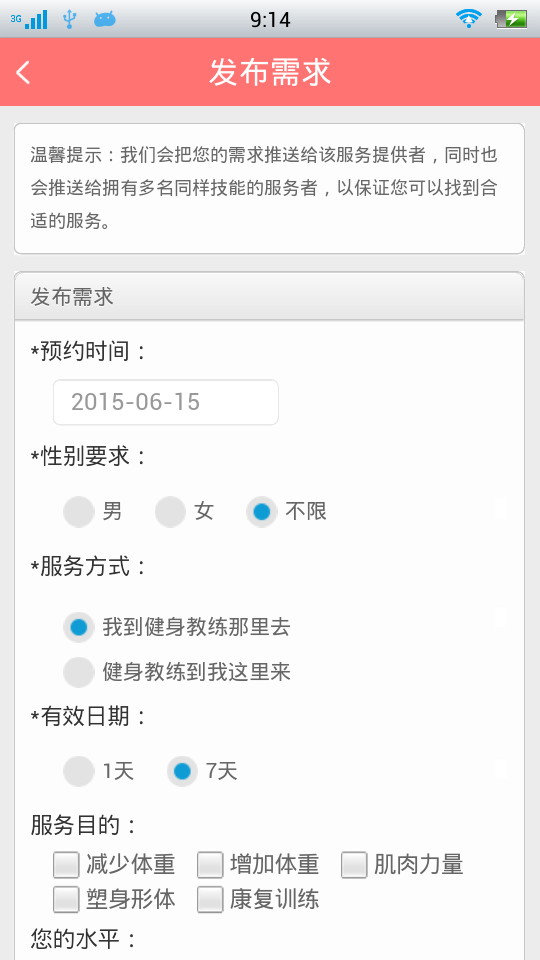 3G 9:14
发布需求
温馨提示：我们会把您的需求推送给该服务提供者，同时也
会推送给拥有多名同样技能的服务者，以保证您可以找到合
适的服务。
发布需求
*预约时间：
2015-06-15
*性别要求：
男 女 不限
*服务方式：
我到健身教练那里去
健身教练到我这里来
*有效日期：
1天 7天
服务目的：
减少体重 增加体重 肌肉力量
塑身形体 康复训练
您的水平：